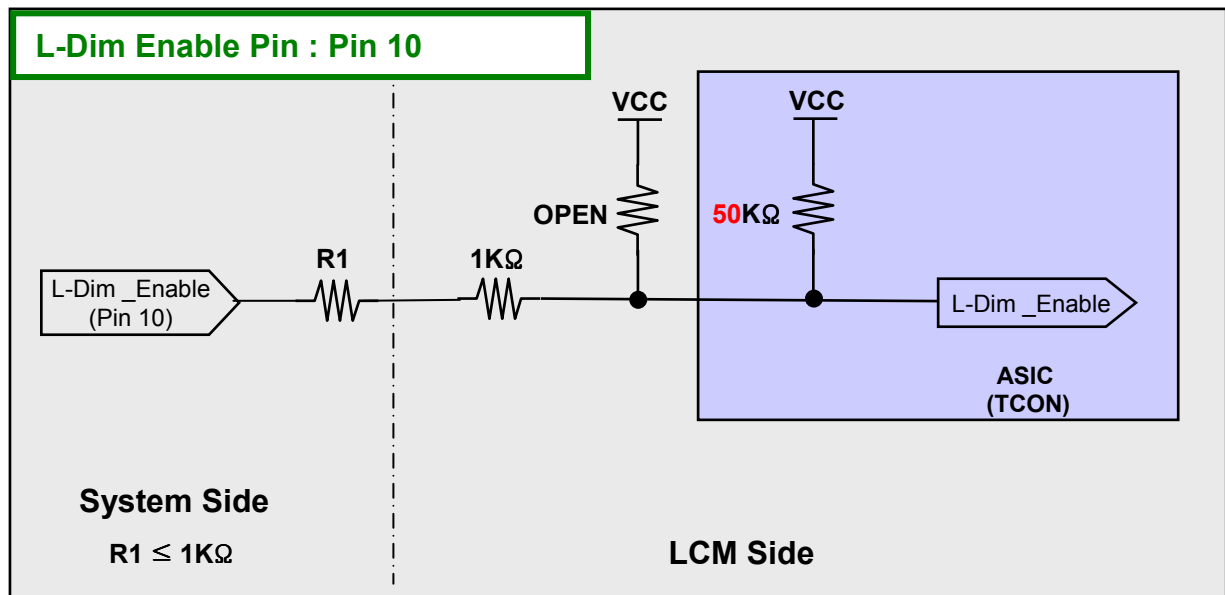 L-Dim Enable Pin : Pin 10
VCC
VCC
OPEN
50KΩ
R1
1KΩ
L-Dim _Enable
(Pin 10)
L-Dim _Enable
ASIC
(TCON)
System Side
R1 ≤ 1KΩ
LCM Side